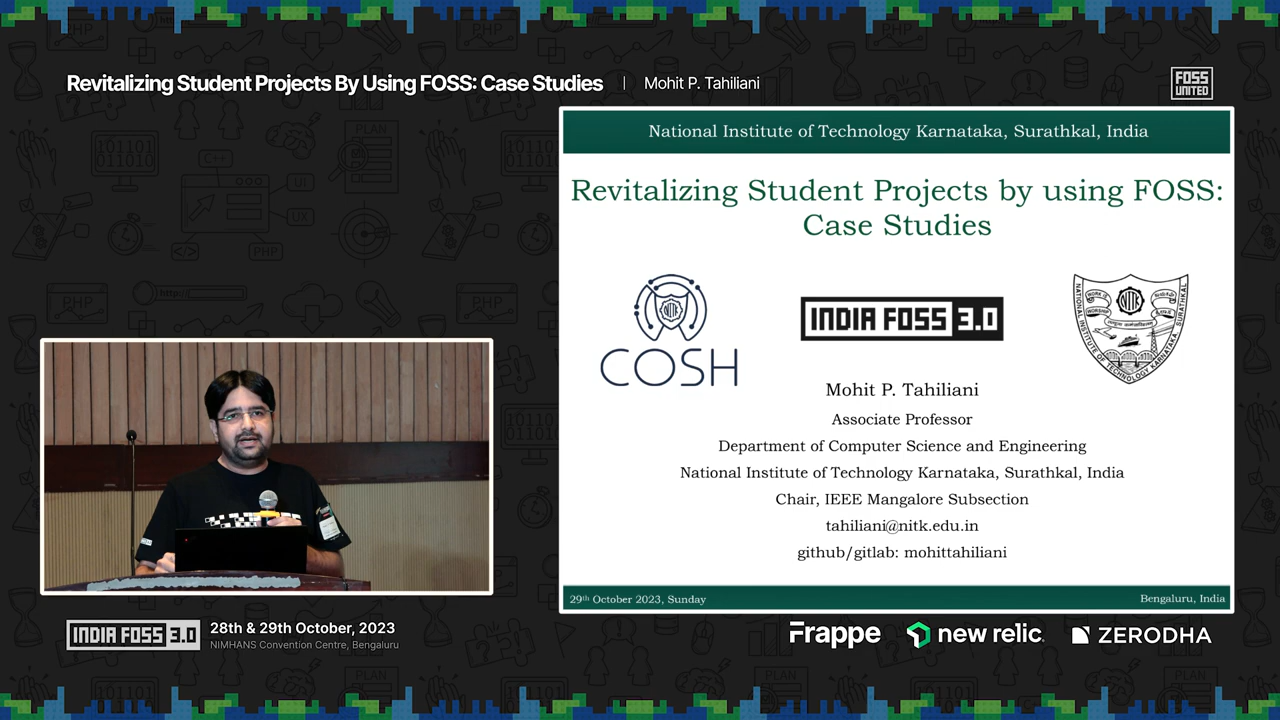 Revitalizing Student Projects By Using FOSS: Case Studies | Mohit P. Tahiliani
FOSS
UNITED
National Institute of Technology Karnataka, Surathkal, India
Revitalizing Student Projects by using FOSS:
Case Studies
COSH
INDIA FOSS 3.0
NITK
Mohit P. Tahiliani
Associate Professor
Department of Computer Science and Engineering
National Institute of Technology Karnataka, Surathkal, India
Chair, IEEE Mangalore Subsection
tahiliani@nitk.edu.in
github/gitlab: mohittahiliani
29th October 2023, Sunday
Bengaluru, India
INDIA FOSS 3.0
28th & 29th October, 2023
NIMHANS Convention Centre, Bengaluru
Frappe
new relic
ZERODHA